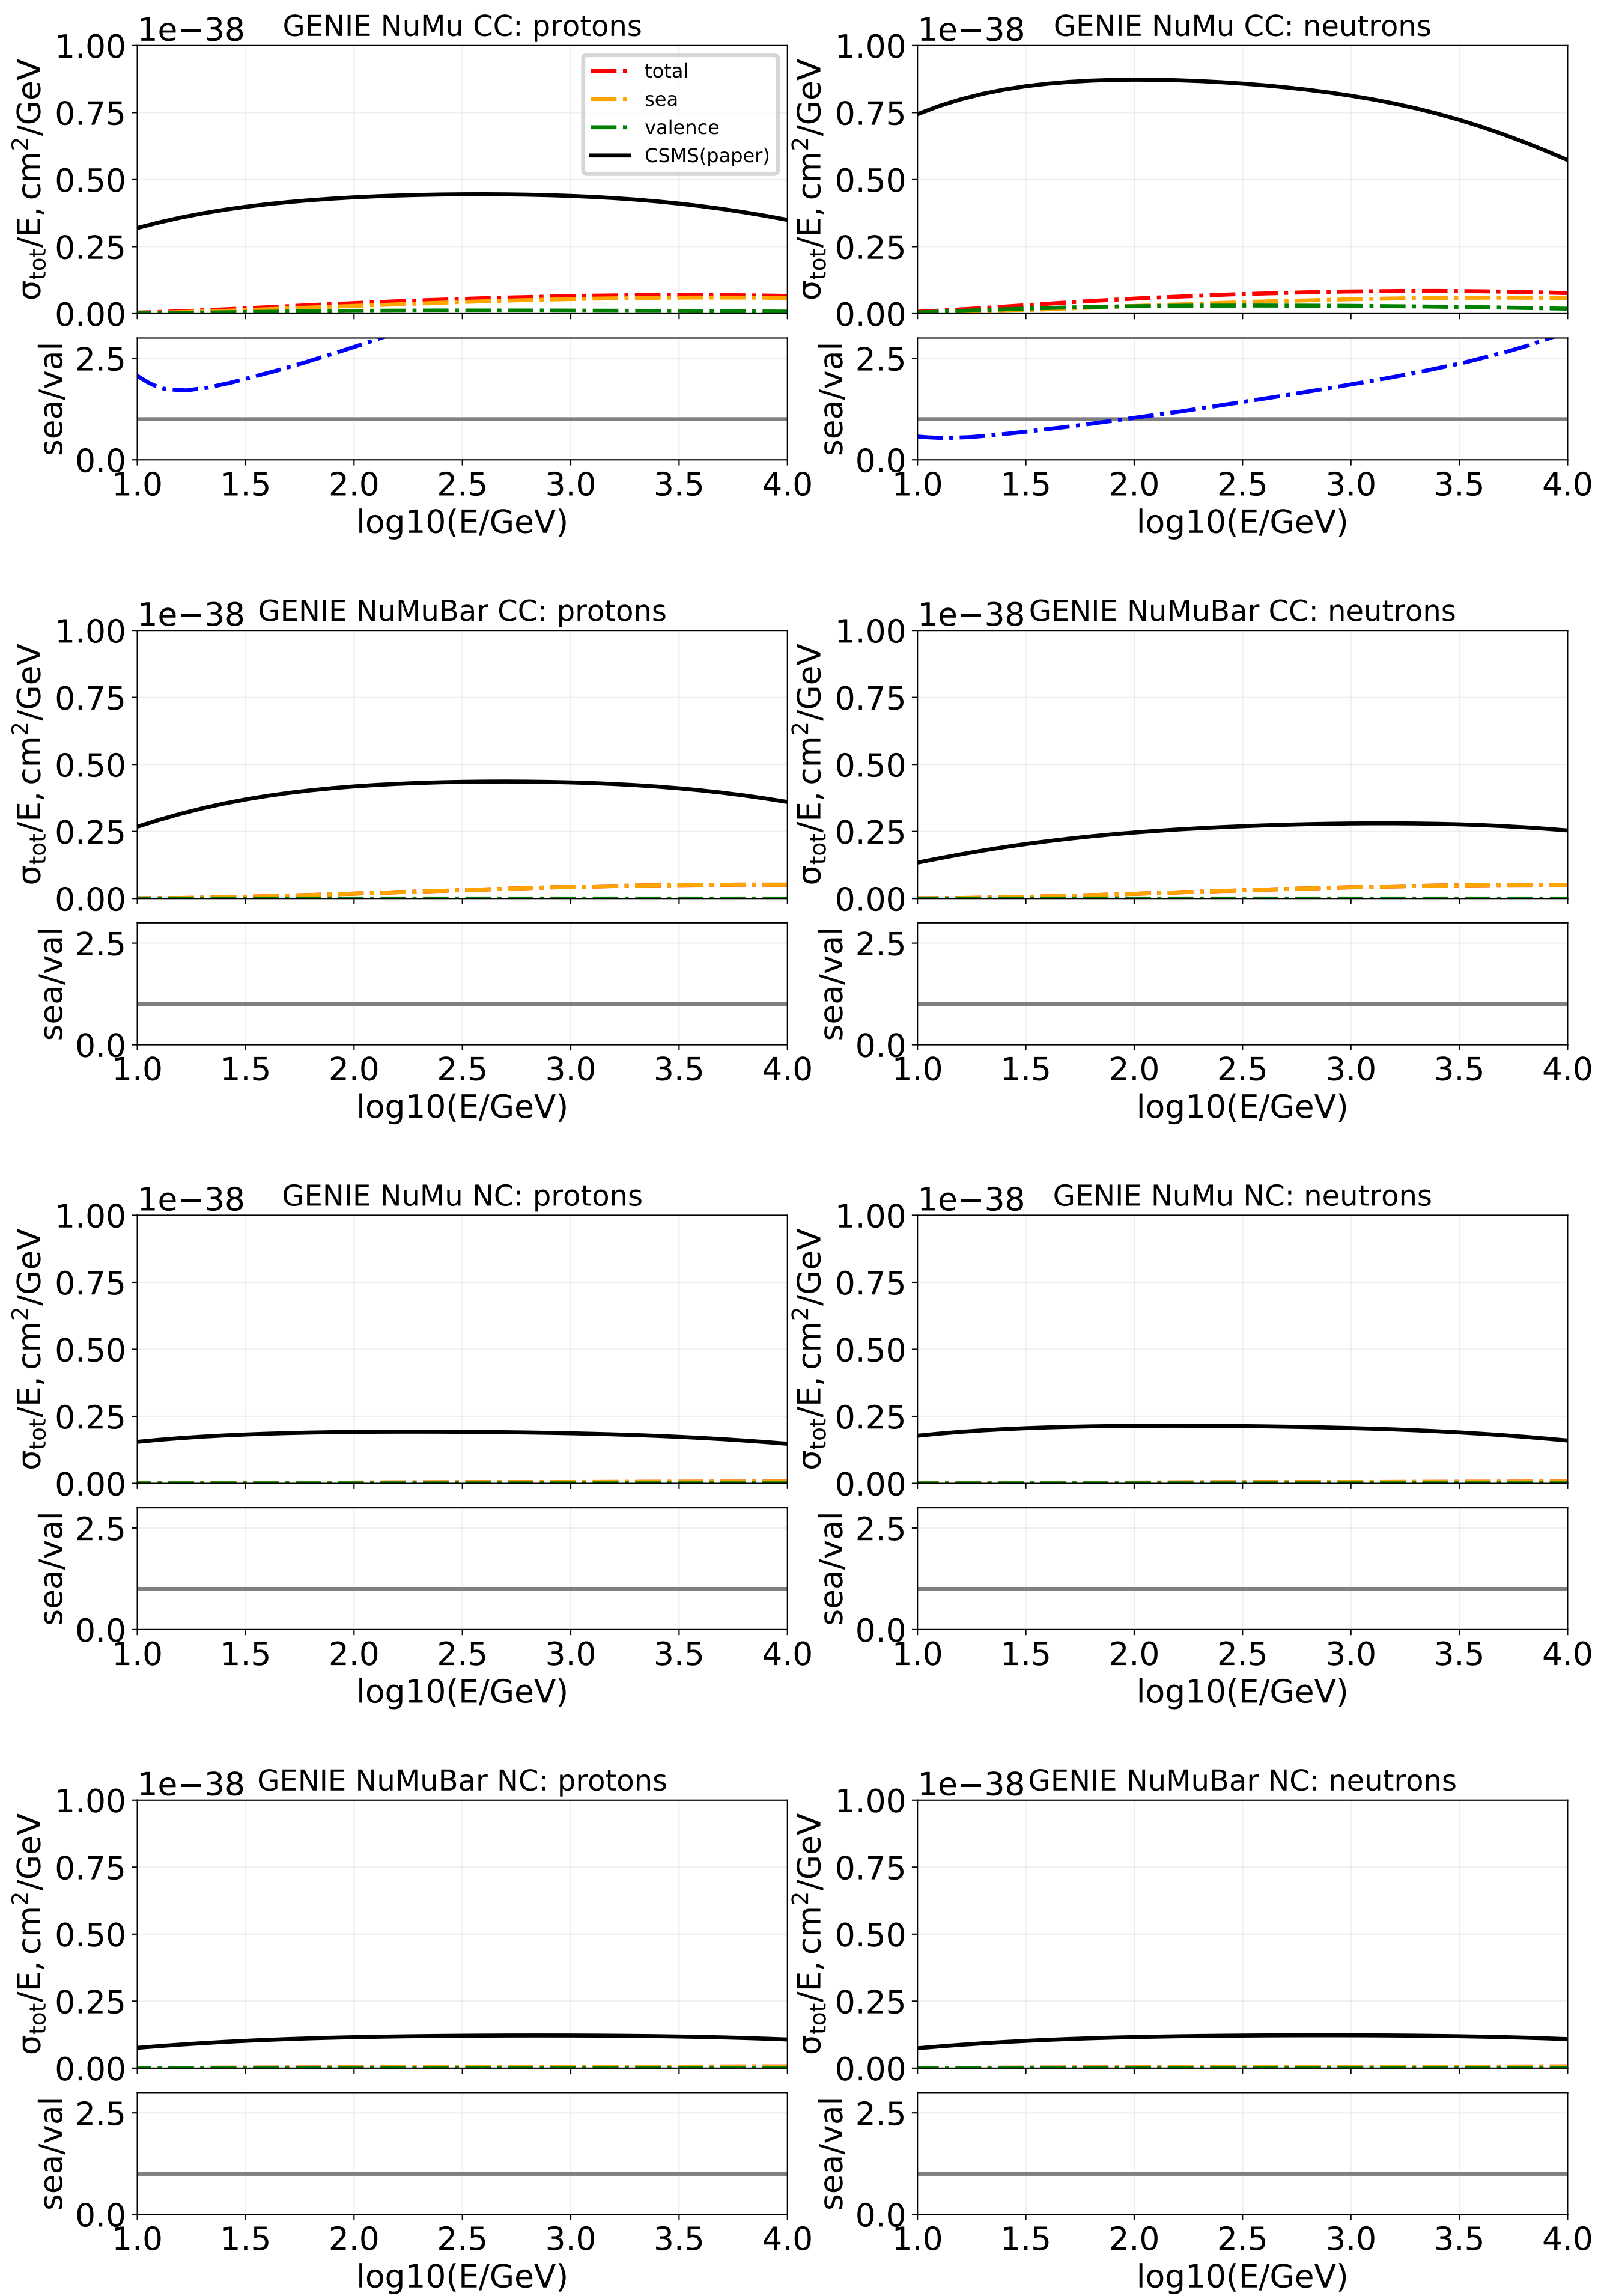 1e−38 GENIE NuMu CC: protons
1.00
0.75
0.50
0.25
0.00
σtot/E, cm²/GeV
total
sea
valence
CSMS(paper)
2.5
0.0
sea/val
1.0 1.5 2.0 2.5 3.0 3.5 4.0
log10(E/GeV)
1e−38 GENIE NuMu CC: neutrons
1.00
0.75
0.50
0.25
0.00
σtot/E, cm²/GeV
2.5
0.0
sea/val
1.0 1.5 2.0 2.5 3.0 3.5 4.0
log10(E/GeV)
1e−38 GENIE NuMuBar CC: protons
1.00
0.75
0.50
0.25
0.00
σtot/E, cm²/GeV
2.5
0.0
sea/val
1.0 1.5 2.0 2.5 3.0 3.5 4.0
log10(E/GeV)
1e−38 GENIE NuMuBar CC: neutrons
1.00
0.75
0.50
0.25
0.00
σtot/E, cm²/GeV
2.5
0.0
sea/val
1.0 1.5 2.0 2.5 3.0 3.5 4.0
log10(E/GeV)
1e−38 GENIE NuMu NC: protons
1.00
0.75
0.50
0.25
0.00
σtot/E, cm²/GeV
2.5
0.0
sea/val
1.0 1.5 2.0 2.5 3.0 3.5 4.0
log10(E/GeV)
1e−38 GENIE NuMu NC: neutrons
1.00
0.75
0.50
0.25
0.00
σtot/E, cm²/GeV
2.5
0.0
sea/val
1.0 1.5 2.0 2.5 3.0 3.5 4.0
log10(E/GeV)
1e−38 GENIE NuMuBar NC: protons
1.00
0.75
0.50
0.25
0.00
σtot/E, cm²/GeV
2.5
0.0
sea/val
1.0 1.5 2.0 2.5 3.0 3.5 4.0
log10(E/GeV)
1e−38 GENIE NuMuBar NC: neutrons
1.00
0.75
0.50
0.25
0.00
σtot/E, cm²/GeV
2.5
0.0
sea/val
1.0 1.5 2.0 2.5 3.0 3.5 4.0
log10(E/GeV)